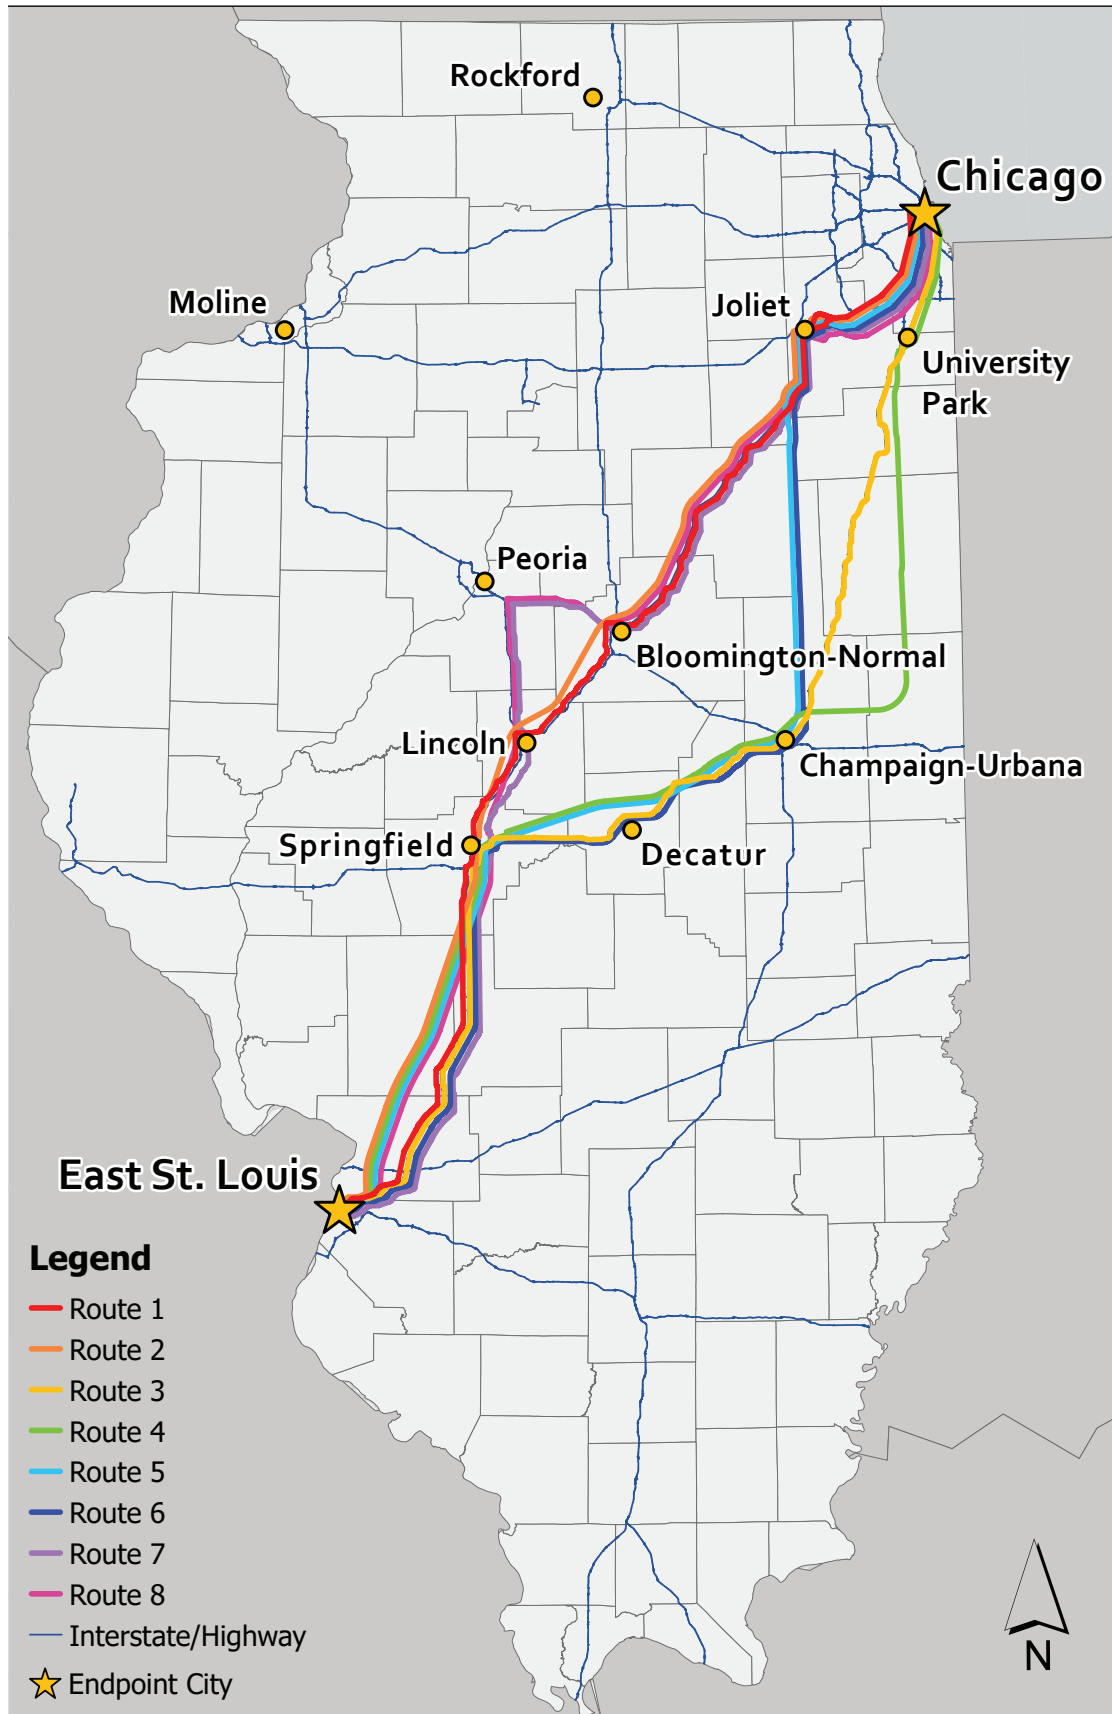 Rockford
Chicago
Moline
Joliet
University
Park
Peoria
Bloomington-Normal
Lincoln
Champaign-Urbana
Springfield
Decatur
East St. Louis
Legend
Route 1
Route 2
Route 3
Route 4
Route 5
Route 6
Route 7
Route 8
Interstate/Highway
Endpoint City
N